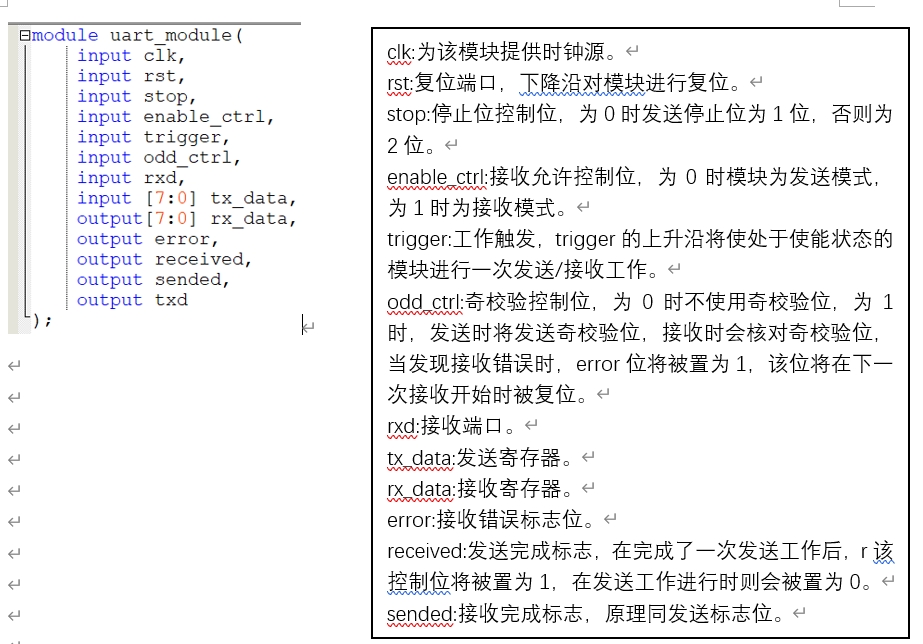 module uart_module(
input clk,
input rst,
input stop,
input enable_ctrl,
input trigger,
input odd_ctrl,
input rxd,
input [7:0] tx_data,
output[7:0] rx_data,
output error,
output received,
output sended,
output txd
);
clk:为该模块提供时钟源。
rst:复位端口，下降沿对模块进行复位。
stop:停止位控制位，为 0 时发送停止位为 1 位，否则为
2 位。
enable_ctrl:接收允许控制位，为 0 时模块为发送模式，
为 1 时为接收模式。
trigger:工作触发，trigger 的上升沿将使处于使能状态的
模块进行一次发送/接收工作。
odd_ctrl:奇校验控制位，为 0 时不使用奇校验位，为 1
时，发送时将发送奇校验位，接收时会核对奇校验位，
当发现接收错误时，error 位将被置为 1，该位将在下一
次接收开始时被复位。
rxd:接收端口。
tx_data:发送寄存器。
rx_data:接收寄存器。
error:接收错误标志位。
received:发送完成标志，在完成了一次发送工作后，r 该
控制位将被置为 1，在发送工作进行时则会被置为 0。
sended:接收完成标志，原理同发送标志位。